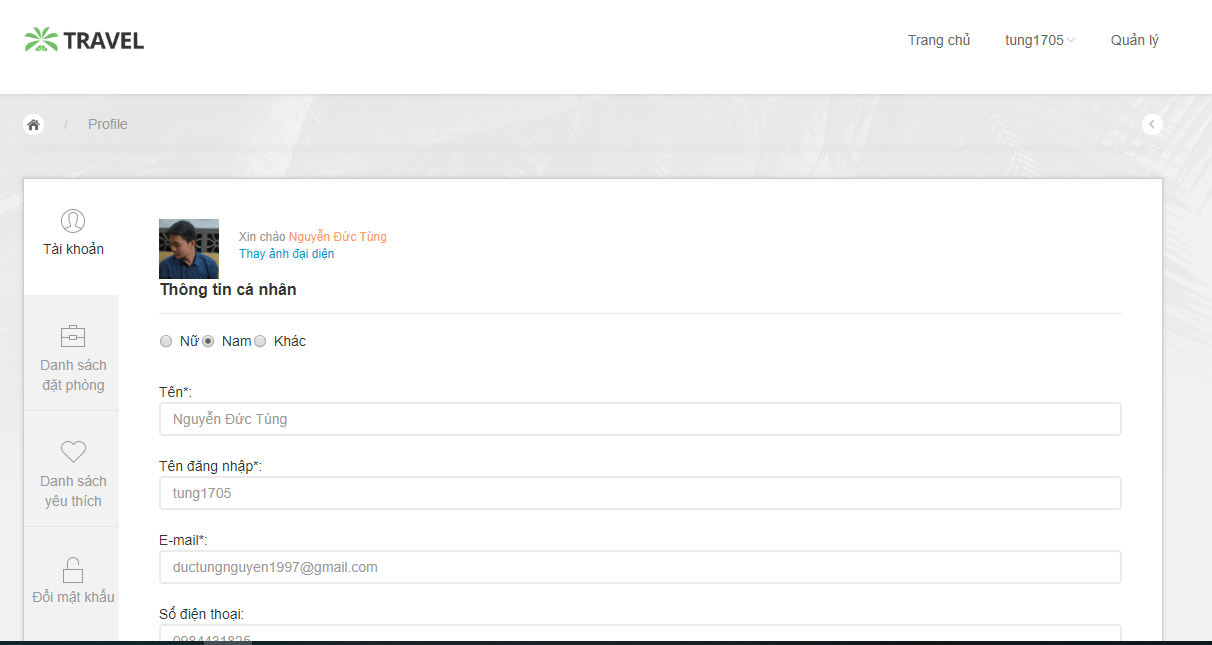 TRAVEL
Trang chủ
tung1705
Quản lý
/ Profile
Tài khoản
Danh sách
đặt phòng
Danh sách
yêu thích
Đổi mật khẩu
Xin chào Nguyễn Đức Tùng
Thay ảnh đại diện
Thông tin cá nhân
Nữ Nam Khác
Tên*:
Nguyễn Đức Tùng
Tên đăng nhập*:
tung1705
E-mail*:
ductungnguyen1997@gmail.com
Số điện thoại:
0984431825